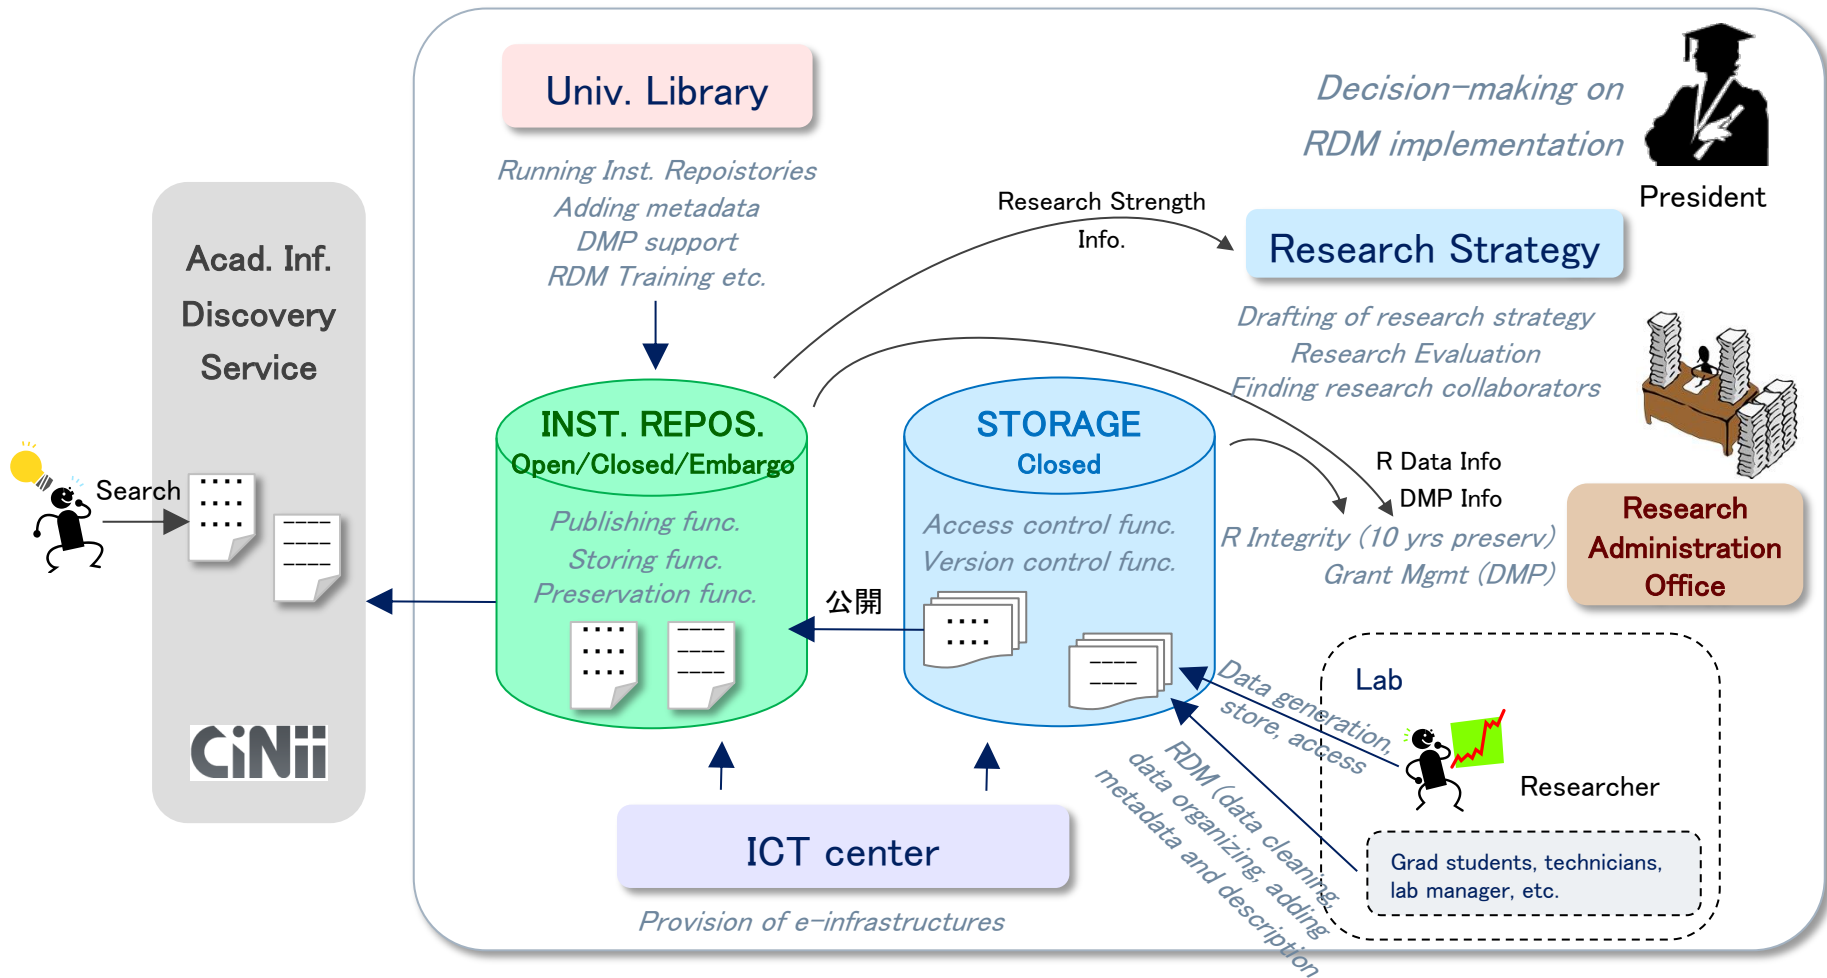 Univ. Library
Running Inst. Repoistories
Adding metadata
DMP support
RDM Training etc.
Decision-making on
RDM implementation
President
Research Strength
Info.
Research Strategy
Drafting of research strategy
Research Evaluation
Finding research collaborators
Acad. Inf.
Discovery
Service
Search
CiNii
INST. REPOS.
Open/Closed/Embargo
Publishing func.
Storing func.
Preservation func.
公開
STORAGE
Closed
Access control func.
Version control func.
R Data Info
DMP Info
R Integrity (10 yrs preserv)
Grant Mgmt (DMP)
Research
Administration
Office
Lab
Researcher
Grad students, technicians,
lab manager, etc.
Data generation,
store, access
RDM (data cleaning,
data organizing, adding
metadata and description
ICT center
Provision of e-infrastructures